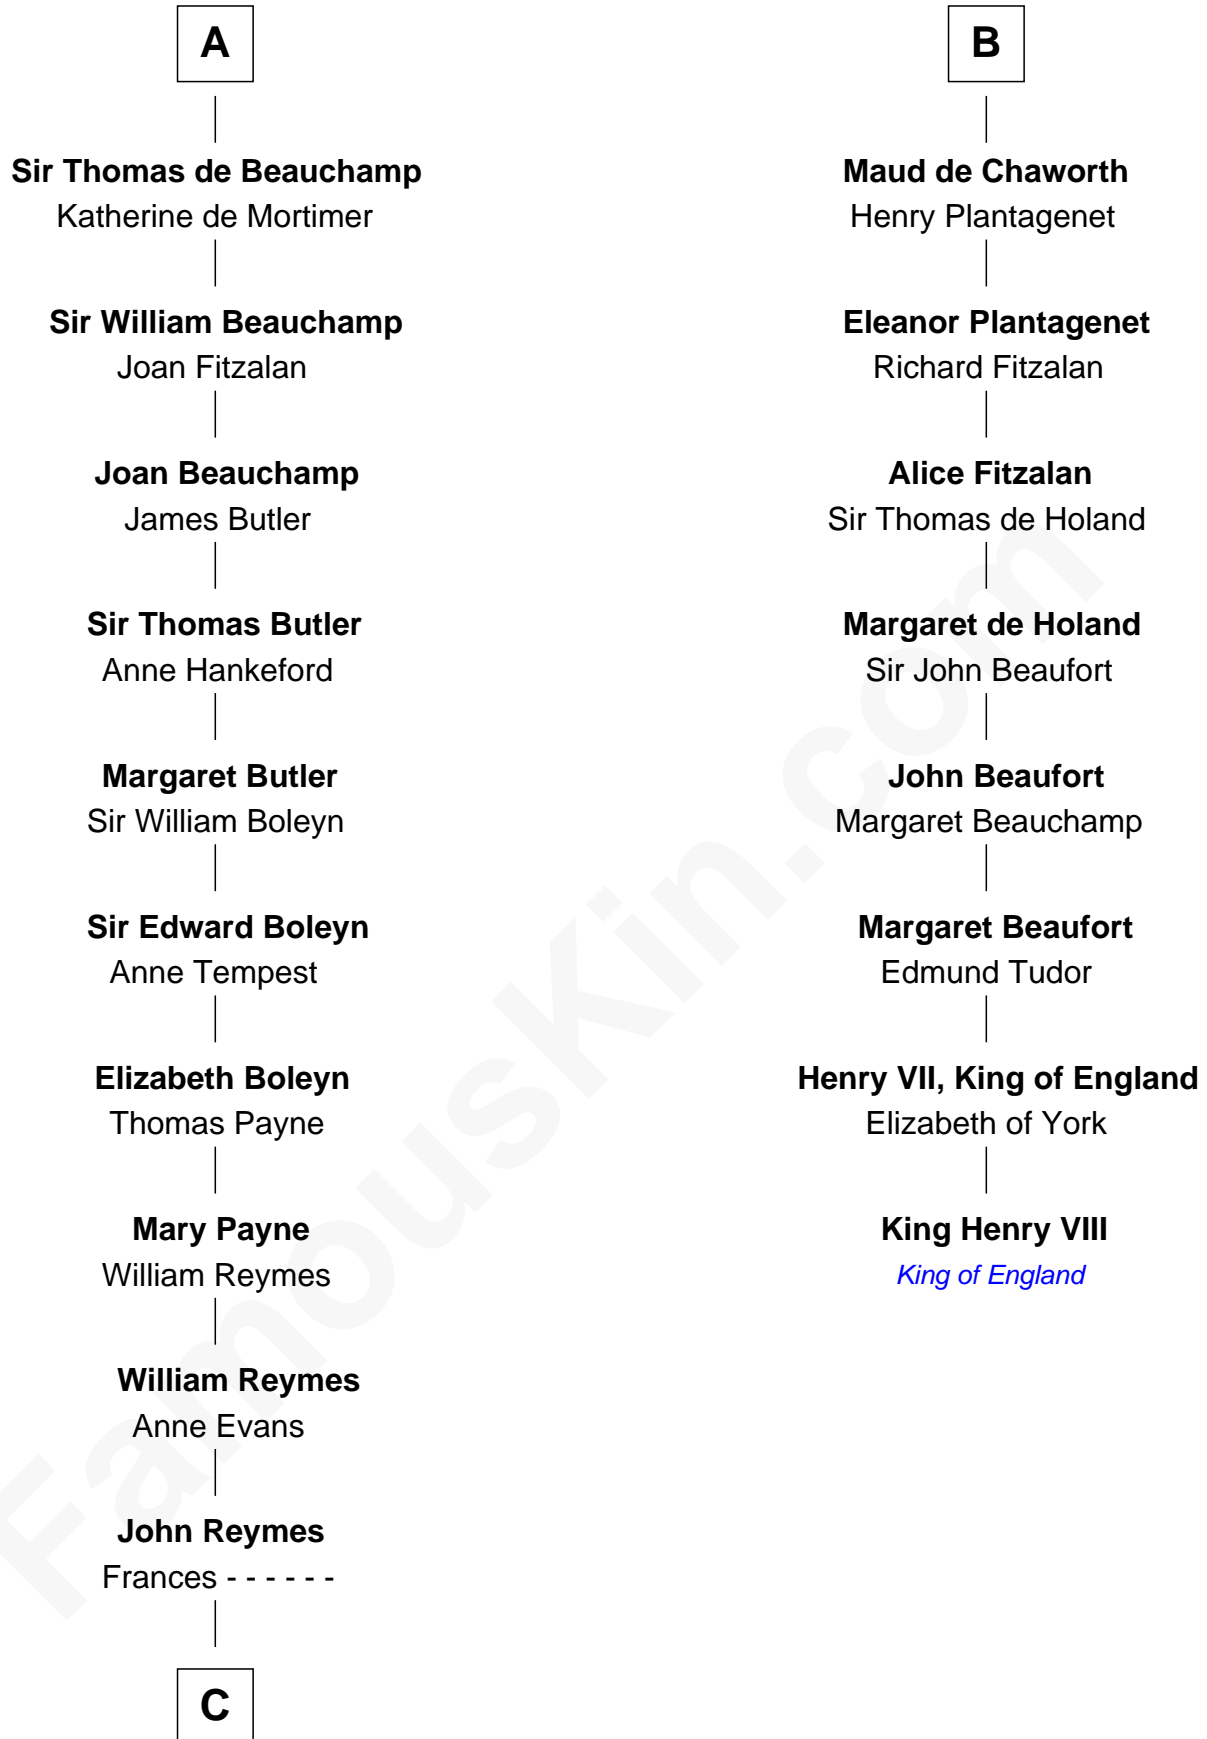 A
Sir Thomas de Beauchamp
Katherine de Mortimer
Sir William Beauchamp
Joan Fitzalan
Joan Beauchamp
James Butler
Sir Thomas Butler
Anne Hankeford
Margaret Butler
Sir William Boleyn
Sir Edward Boleyn
Anne Tempest
Elizabeth Boleyn
Thomas Payne
Mary Payne
William Reymes
William Reymes
Anne Evans
John Reymes
Frances - - - - - -
C
B
Maud de Chaworth
Henry Plantagenet
Eleanor Plantagenet
Richard Fitzalan
Alice Fitzalan
Sir Thomas de Holand
Margaret de Holand
Sir John Beaufort
John Beaufort
Margaret Beauchamp
Margaret Beaufort
Edmund Tudor
Henry VII, King of England
Elizabeth of York
King Henry VIII
King of England
FamousKin.com